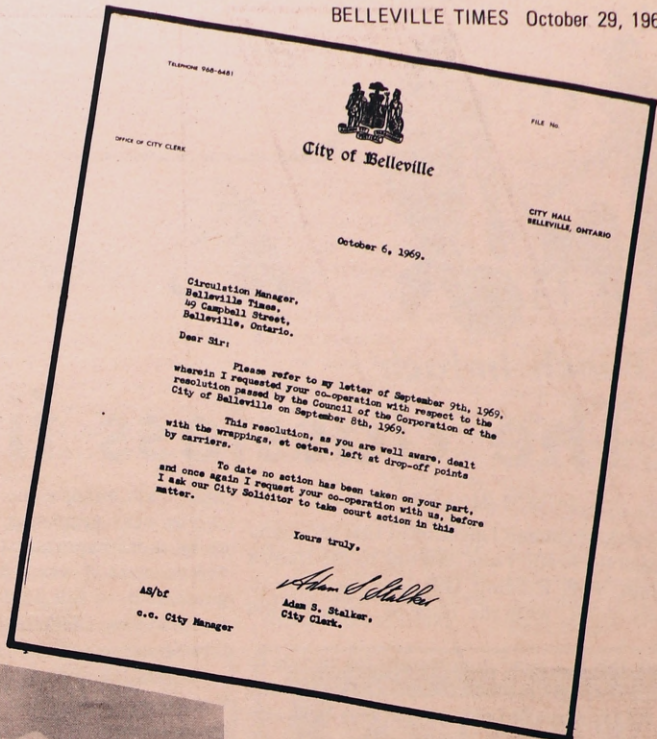 BELLEVILLE TIMES October 29, 196
TELEPHONE 968-6481
FILE No.
OFFICE OF CITY CLERK
City of Belleville
CITY HALL
BELLEVILLE, ONTARIO
October 6, 1969.
Circulation Manager,
Belleville Times,
49 Campbell Street,
Belleville, Ontario.
Dear Sir:
Please refer to my letter of September 9th, 1969,
wherein I requested your co-operation with respect to the
resolution passed by the Council of the Corporation of the
City of Belleville on September 8th, 1969.
This resolution, as you are well aware, dealt
with the wrappings, et cetera, left at drop-off points
by carriers.
To date no action has been taken on your part,
and once again I request your co-operation with us, before
I ask our City Solicitor to take court action in this
matter.
Yours truly,
Adam S Stalker
AS/bf
Adam S. Stalker,
City Clerk.
c.c. City Manager